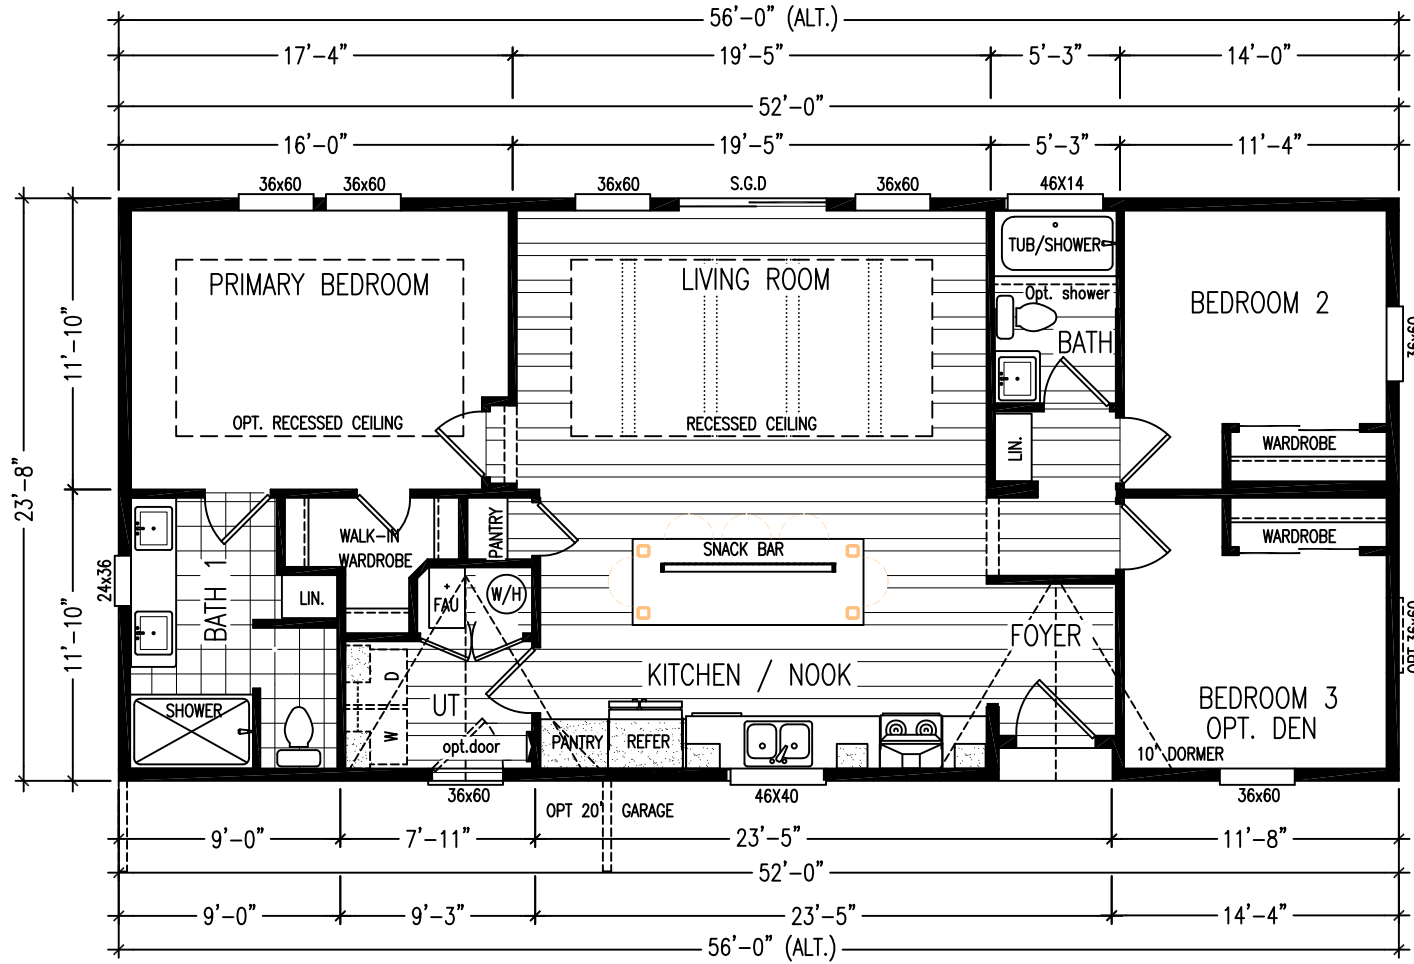 56'-0" (ALT.)
17'-4" 19'-5" 5'-3" 14'-0"
52'-0"
16'-0" 19'-5" 5'-3" 11'-4"
36x60 36x60 36x60 S.G.D 36x60 46X14
TUB/SHOWER
PRIMARY BEDROOM
LIVING ROOM
Opt. shower
BEDROOM 2
BATH
36x60
11'-10"
OPT. RECESSED CEILING
RECESSED CEILING
LIN.
WARDROBE
23'-8"
PANTRY
WALK-IN
WARDROBE
SNACK BAR
WARDROBE
24x36
BATH 1
LIN.
FAU
W/H
11'-10"
FOYER
OPT 36x60
KITCHEN / NOOK
D
UT
W
SHOWER
BEDROOM 3
OPT. DEN
opt.door
PANTRY
REFER
10' DORMER
36x60
46X40
36x60
OPT 20' GARAGE
9'-0" 7'-11" 23'-5" 11'-8"
52'-0"
9'-0" 9'-3" 23'-5" 14'-4"
56'-0" (ALT.)